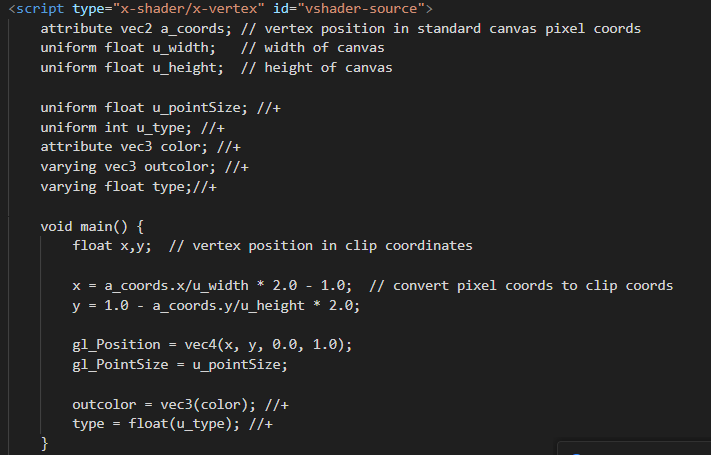 <script type="x-shader/x-vertex" id="vshader-source">
    attribute vec2 a_coords; // vertex position in standard canvas pixel coords
    uniform float u_width;   // width of canvas
    uniform float u_height;  // height of canvas

    uniform float u_pointSize; //+
    uniform int u_type; //+
    attribute vec3 color; //+
    varying vec3 outcolor; //+
    varying float type;//+

    void main() {
        float x,y;  // vertex position in clip coordinates

        x = a_coords.x/u_width * 2.0 - 1.0;  // convert pixel coords to clip coords
        y = 1.0 - a_coords.y/u_height * 2.0;

        gl_Position = vec4(x, y, 0.0, 1.0);
        gl_PointSize = u_pointSize;

        outcolor = vec3(color); //+
        type = float(u_type); //+
    }